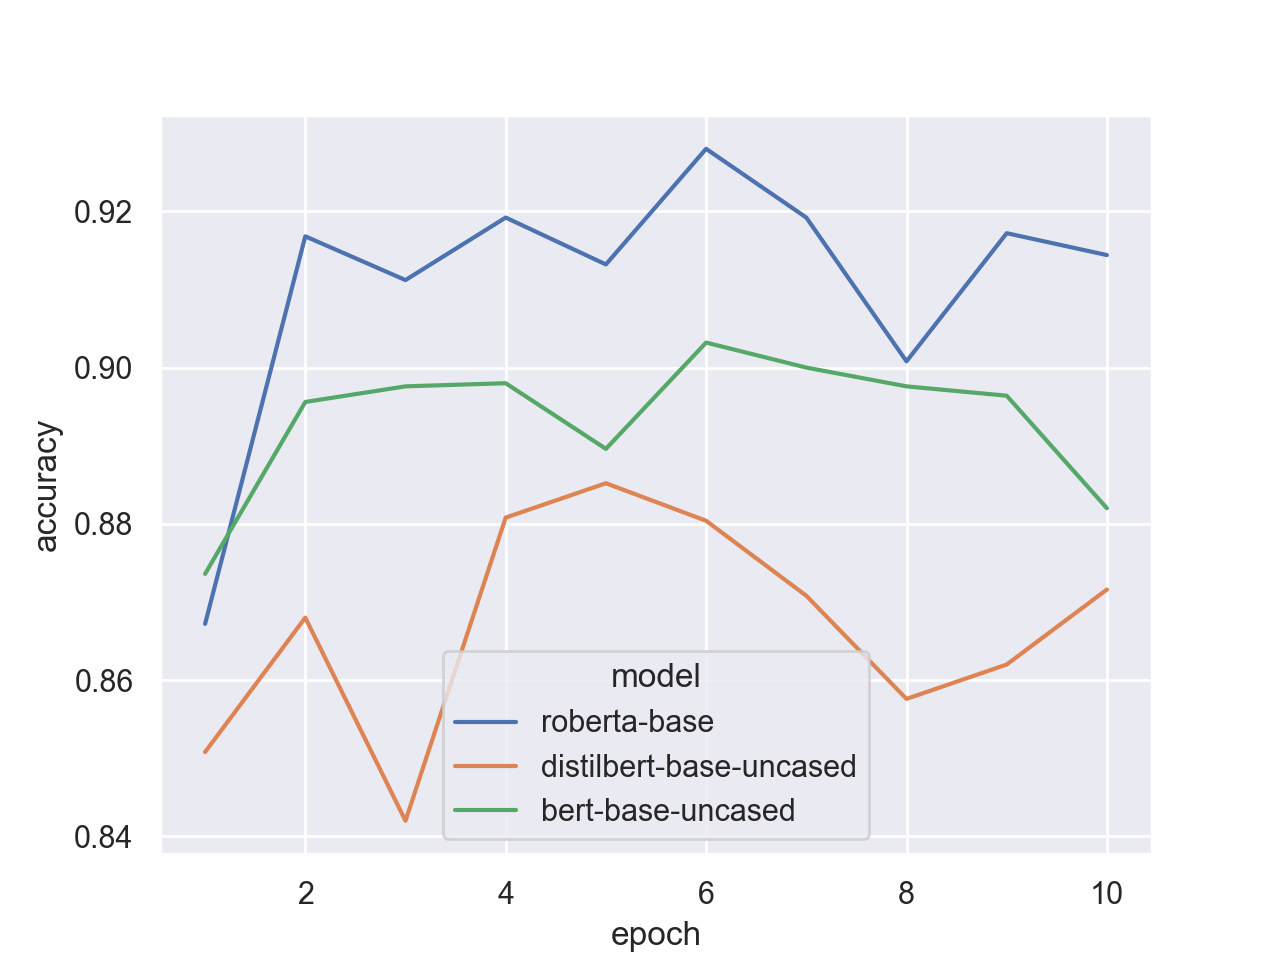 0.92
0.90
0.88
0.86
0.84
accuracy
model
roberta-base
distilbert-base-uncased
bert-base-uncased
2 4 6 8 10
epoch